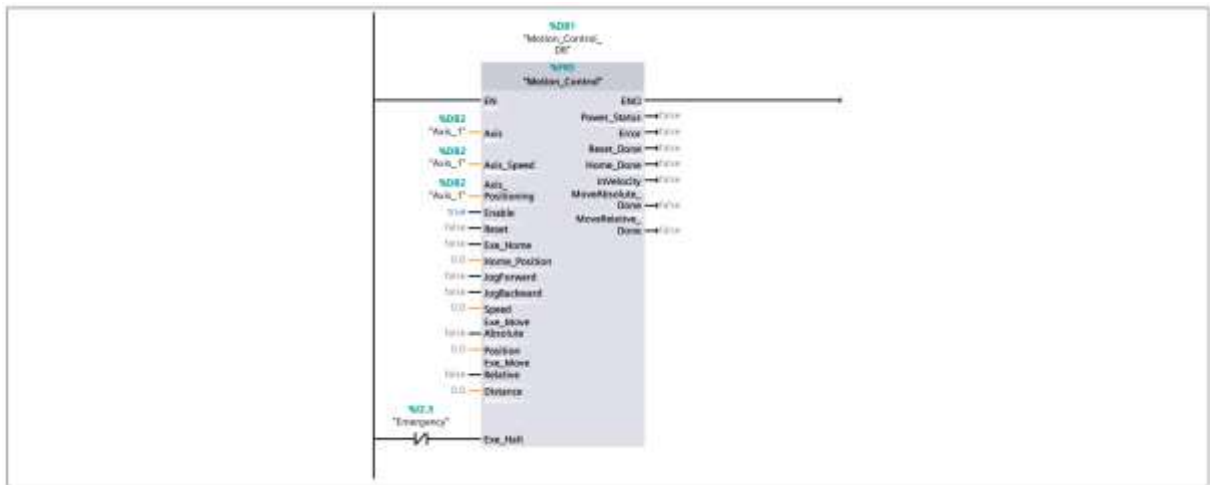 %DB1
"Motion_Control_
DB"
"Motion_Control"
EN ENO
Power_Status false
%DB2
"Axis_1" Axis Error false
Reset_Done false
%DB2
"Axis_1" Axis_Speed Home_Done false
InVelocity false
%DB2 Axis_ MoveAbsolute_
"Axis_1" Positioning Done false
true Enable MoveRelative_
false Reset Done false
false Exe_Home
0.0 Home_Position
false JogForward
false JogBackward
0.0 Speed
Exe_Move
false Absolute
0.0 Position
Exe_Move
false Relative
0.0 Distance
"Emergency"
Exe_Halt